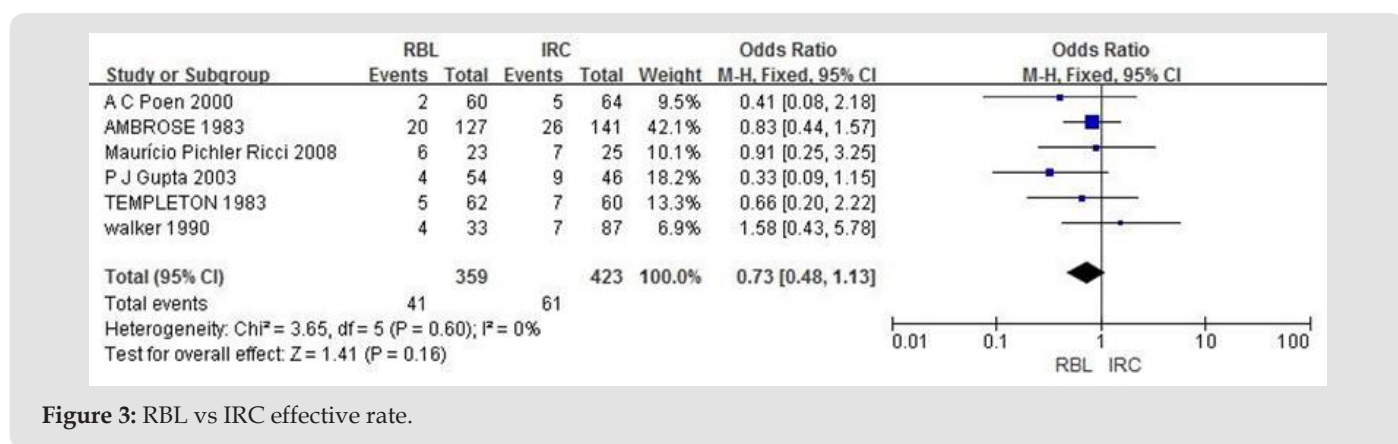 RBL IRC Odds Ratio Odds Ratio
Study or Subgroup Events Total Events Total Weight M-H, Fixed, 95% CI M-H, Fixed, 95% CI
A C Poen 2000 2 60 5 64 9.5% 0.41 [0.08, 2.18]
AMBROSE 1983 20 127 26 141 42.1% 0.83 [0.44, 1.57]
Maurício Pichler Ricci 2008 6 23 7 25 10.1% 0.91 [0.25, 3.25]
P J Gupta 2003 4 54 9 46 18.2% 0.33 [0.09, 1.15]
TEMPLETON 1983 5 62 7 60 13.3% 0.66 [0.20, 2.22]
walker 1990 4 33 7 87 6.9% 1.58 [0.43, 5.78]
Total (95% CI) 359 423 100.0% 0.73 [0.48, 1.13]
Total events 41 61
Heterogeneity: Chi² = 3.65, df = 5 (P = 0.60); I² = 0%
Test for overall effect: Z = 1.41 (P = 0.16)
0.01 0.1 1 10 100
RBL IRC
Figure 3: RBL vs IRC effective rate.